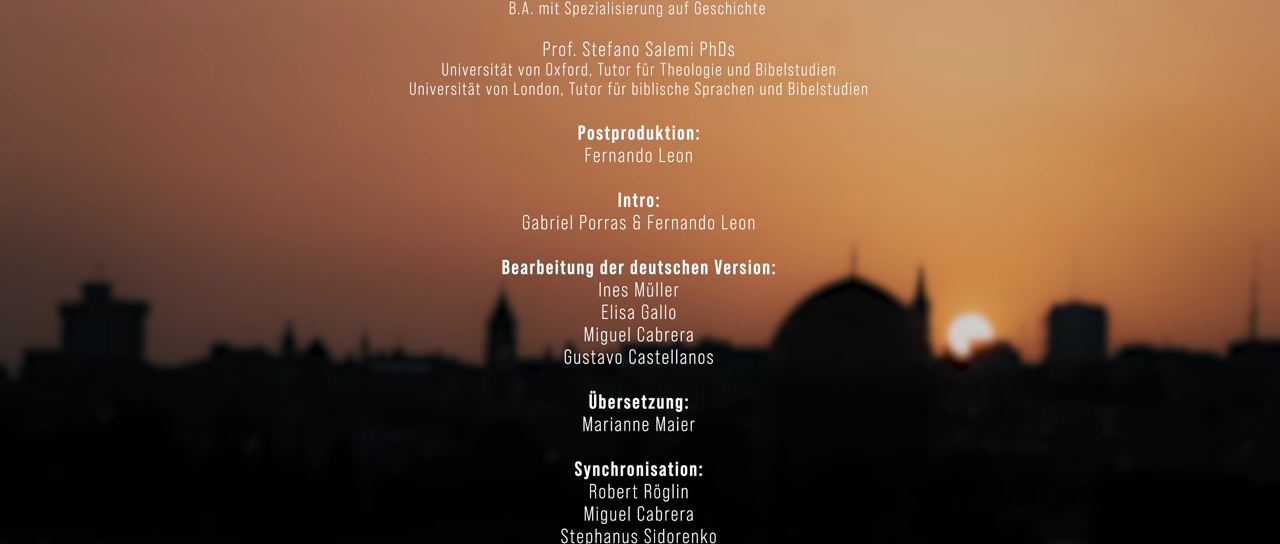 B.A. mit Spezialisierung auf Geschichte
Prof. Stefano Salemi PhDs
Universität von Oxford, Tutor für Theologie und Bibelstudien
Universität von London, Tutor für biblische Sprachen und Bibelstudien
Postproduktion:
Fernando Leon
Intro:
Gabriel Porras & Fernando Leon
Bearbeitung der deutschen Version:
Ines Müller
Elisa Gallo
Miguel Cabrera
Gustavo Castellanos
Übersetzung:
Marianne Maier
Synchronisation:
Robert Röglin
Miguel Cabrera
Stephanus Sidorenko